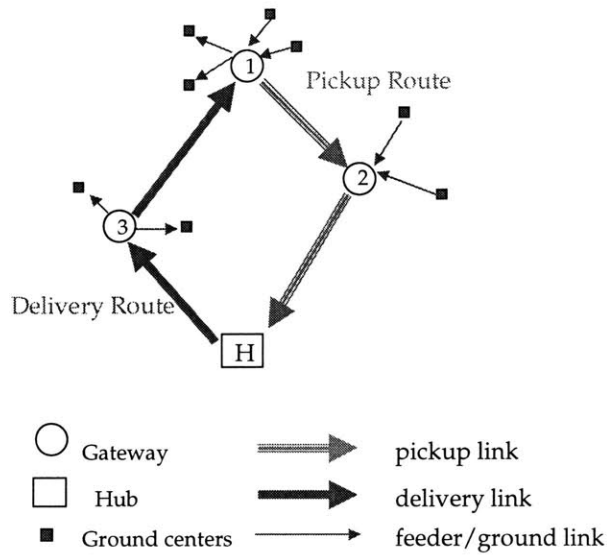 1
Pickup Route
2
3
Delivery Route
H
Gateway
pickup link
Hub
delivery link
Ground centers
feeder/ground link